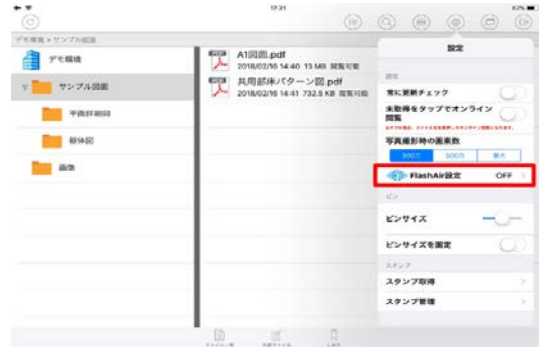 17:21
62%
デモ環境 > サンプル図面
デモ環境
サンプル図面
平面詳細図
躯体図
画像
A1図面.pdf
2018/02/16 14:40 13 MB 閲覧可能
共用部床パターン図.pdf
2018/02/16 14:41 732.5 KB 閲覧可能
設定
常に更新チェック
未取得をタップでオンライン
閲覧
写真撮影時の画素数
300万 500万 最大
FlashAir設定 OFF
ピン
ピンサイズ
ピンサイズを固定
スタンプ
スタンプ取得
スタンプ管理